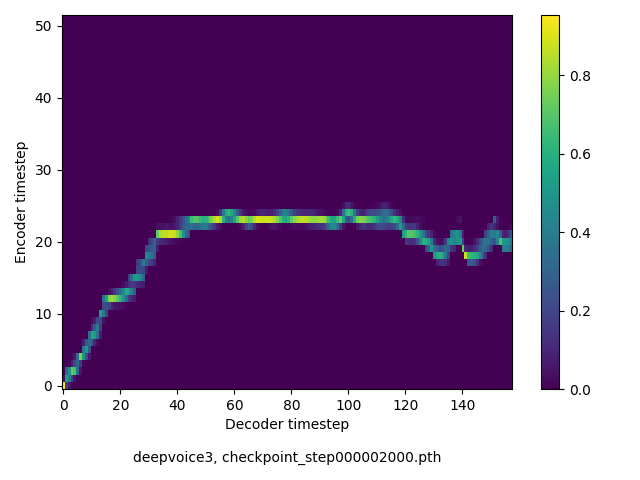 50
40
30
20
10
0
Encoder timestep
0 20 40 60 80 100 120 140
Decoder timestep
0.8
0.6
0.4
0.2
0.0
deepvoice3, checkpoint_step000002000.pth